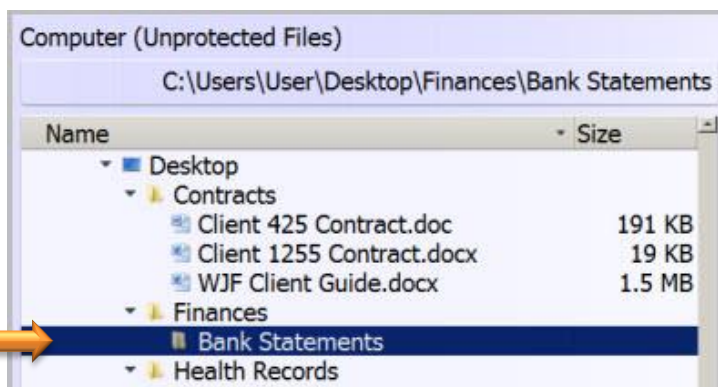 Computer (Unprotected Files)
C:\Users\User\Desktop\Finances\Bank Statements
Name Size
Desktop
Contracts
Client 425 Contract.doc 191 KB
Client 1255 Contract.docx 19 KB
WJF Client Guide.docx 1.5 MB
Finances
Bank Statements
Health Records